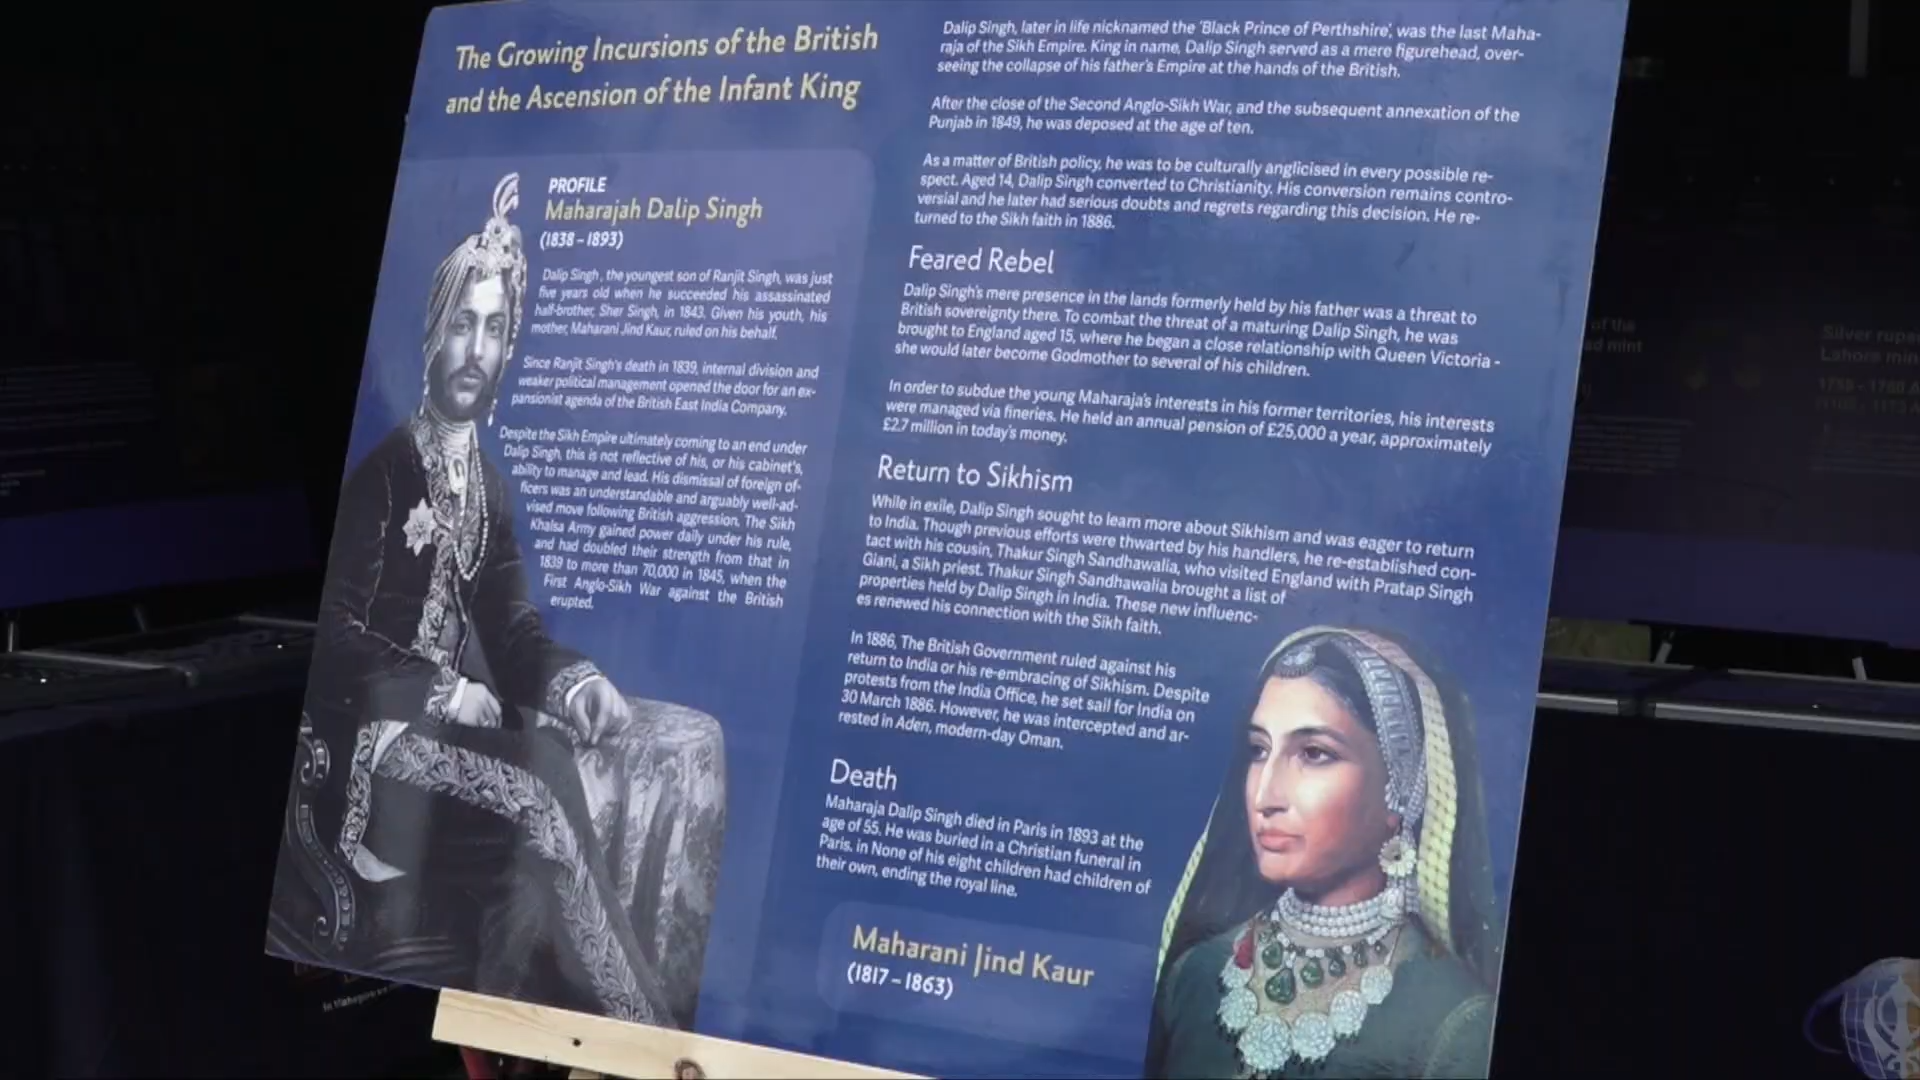 The Growing Incursions of the British
and the Ascension of the Infant King
PROFILE
Maharajah Dalip Singh
(1838 – 1893)
Dalip Singh, the youngest son of Ranjit Singh, was just
five years old when he succeeded his assassinated
half-brother, Sher Singh, in 1843. Given his youth, his
mother, Maharani Jind Kaur, ruled on his behalf.
Since Ranjit Singh's death in 1839, internal division and
weaker political management opened the door for an ex-
pansionist agenda of the British East India Company.
Despite the Sikh Empire ultimately coming to an end under
Dalip Singh, this is not reflective of his, or his cabinet's,
ability to manage and lead. His dismissal of foreign of-
ficers was an understandable and arguably well-ad-
vised move following British aggression. The Sikh
Khalsa Army gained power daily under his rule,
and had doubled their strength from that in
1839 to more than 70,000 in 1845, when the
First Anglo-Sikh War against the British
erupted.
Dalip Singh, later in life nicknamed the 'Black Prince of Perthshire', was the last Maha-
raja of the Sikh Empire. King in name, Dalip Singh served as a mere figurehead, over-
seeing the collapse of his father's Empire at the hands of the British.
After the close of the Second Anglo-Sikh War, and the subsequent annexation of the
Punjab in 1849, he was deposed at the age of ten.
As a matter of British policy, he was to be culturally anglicised in every possible re-
spect. Aged 14, Dalip Singh converted to Christianity. His conversion remains contro-
versial and he later had serious doubts and regrets regarding this decision. He re-
turned to the Sikh faith in 1886.
Feared Rebel
Dalip Singh's mere presence in the lands formerly held by his father was a threat to
British sovereignty there. To combat the threat of a maturing Dalip Singh, he was
brought to England aged 15, where he began a close relationship with Queen Victoria -
she would later become Godmother to several of his children.
In order to subdue the young Maharaja's interests in his former territories, his interests
were managed via fineries. He held an annual pension of £25,000 a year, approximately
£2.7 million in today's money.
Return to Sikhism
While in exile, Dalip Singh sought to learn more about Sikhism and was eager to return
to India. Though previous efforts were thwarted by his handlers, he re-established con-
tact with his cousin, Thakur Singh Sandhawalia, who visited England with Pratap Singh
Giani, a Sikh priest. Thakur Singh Sandhawalia brought a list of
properties held by Dalip Singh in India. These new influenc-
es renewed his connection with the Sikh faith.
In 1886, The British Government ruled against his
return to India or his re-embracing of Sikhism. Despite
protests from the India Office, he set sail for India on
30 March 1886. However, he was intercepted and ar-
rested in Aden, modern-day Oman.
Death
Maharaja Dalip Singh died in Paris in 1893 at the
age of 55. He was buried in a Christian funeral in
Paris. in None of his eight children had children of
their own, ending the royal line.
Maharani Jind Kaur
(1817 – 1863)
of the
mint
Silver
Lahore